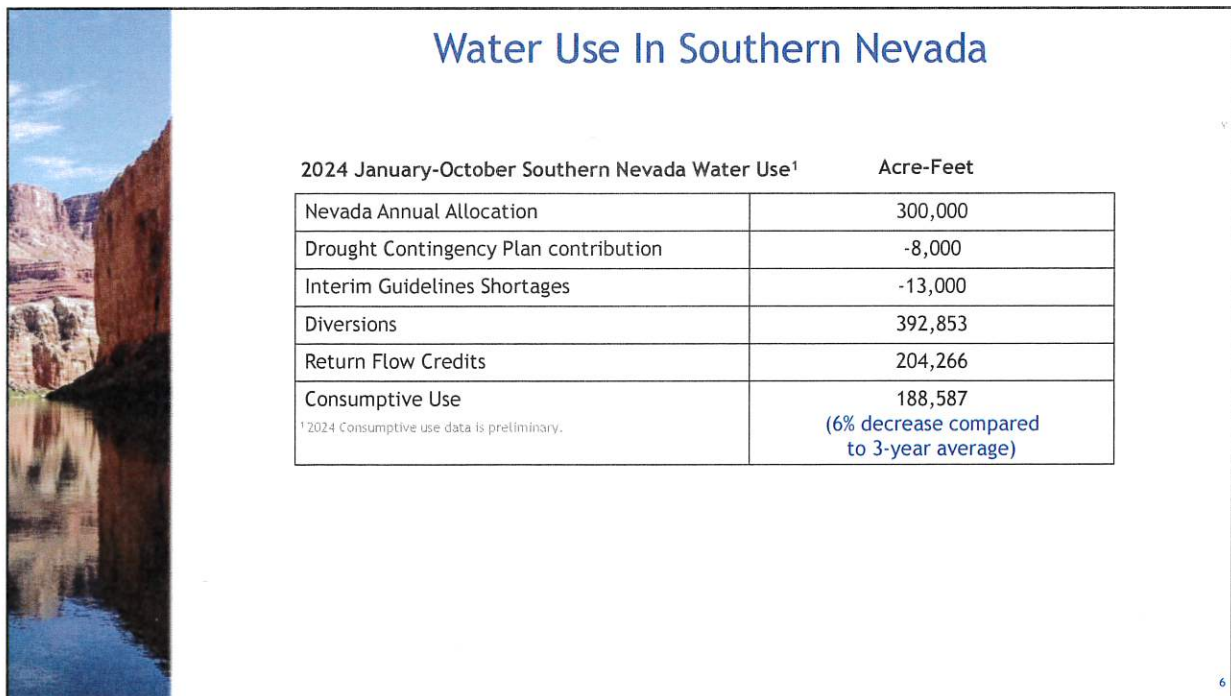 Water Use In Southern Nevada
2024 January-October Southern Nevada Water Use¹ Acre-Feet
Nevada Annual Allocation 300,000
Drought Contingency Plan contribution -8,000
Interim Guidelines Shortages -13,000
Diversions 392,853
Return Flow Credits 204,266
Consumptive Use 188,587
¹ 2024 Consumptive use data is preliminary. (6% decrease compared
to 3-year average)
6